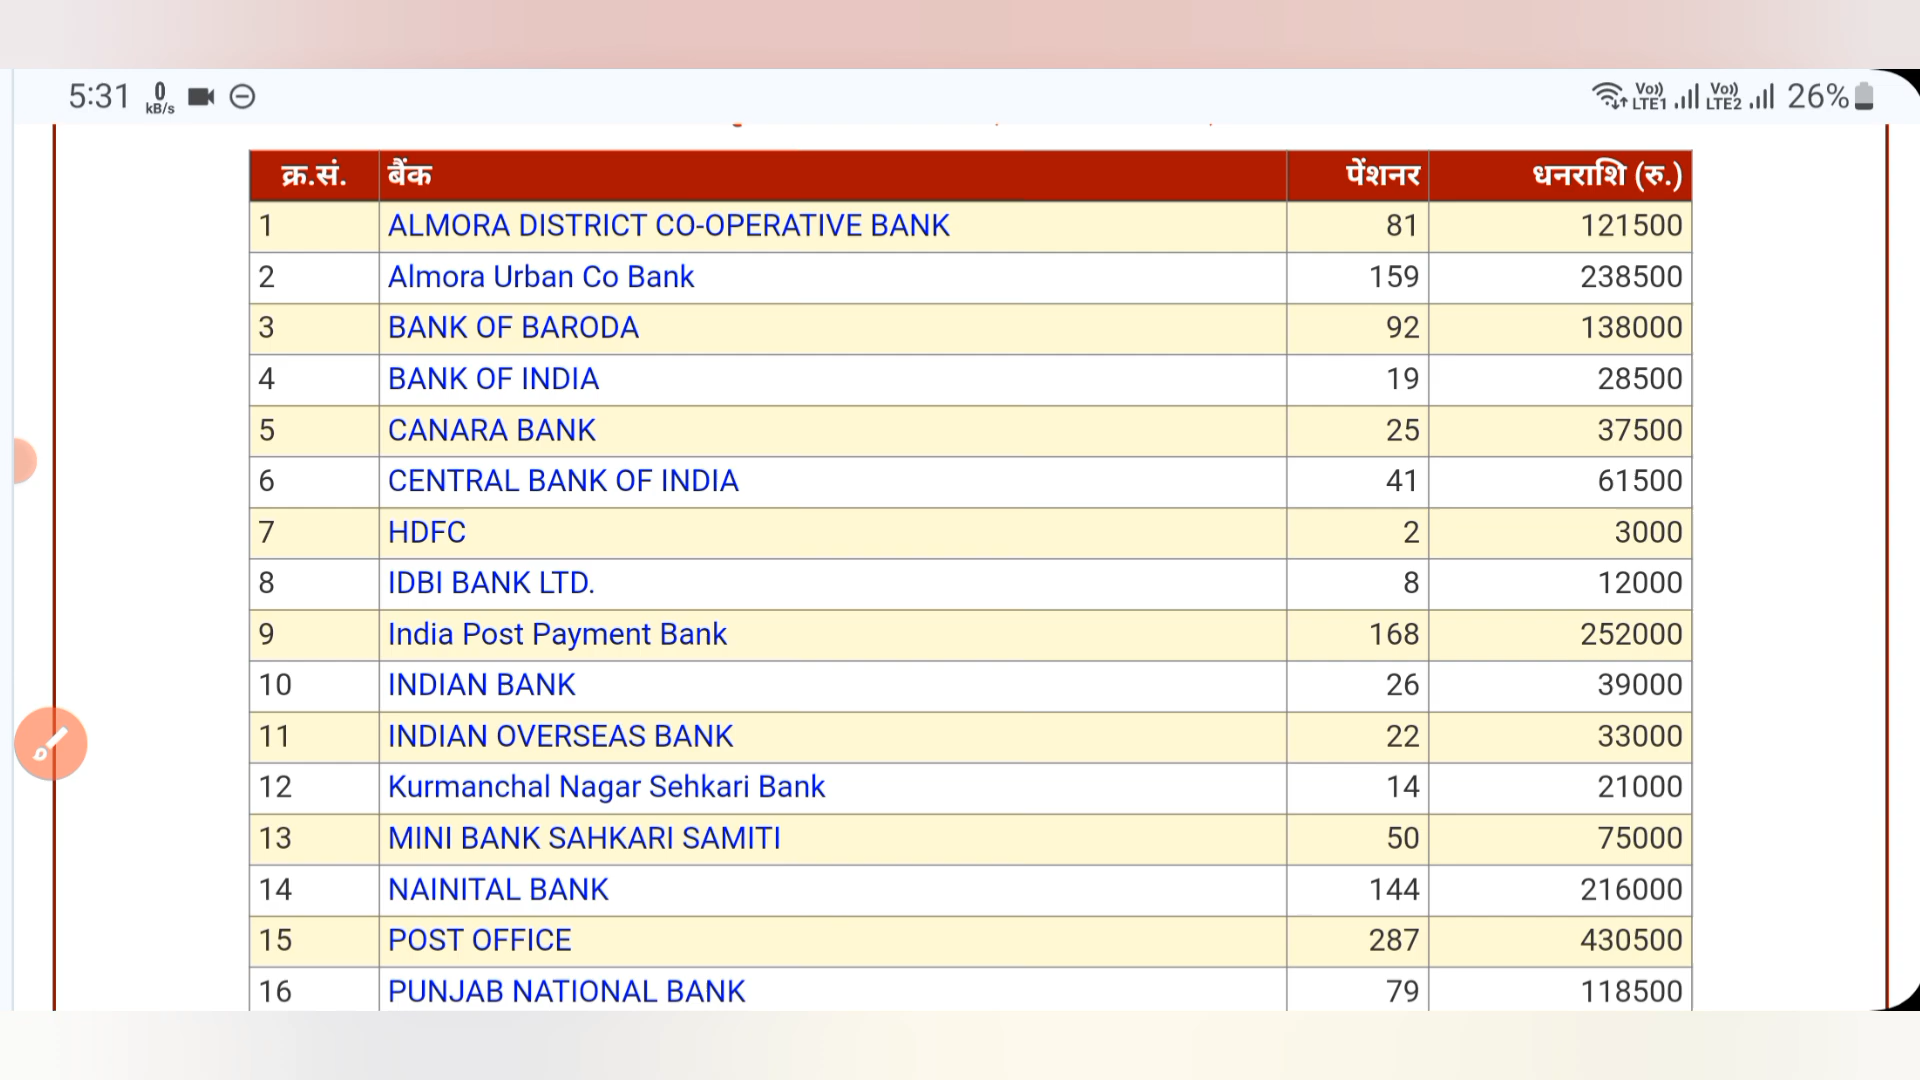 5:31 0 kB/s Vo)) LTE1 Vo)) LTE2 26%
क्र.सं. बैंक पेंशनर धनराशि (रु.)
1 ALMORA DISTRICT CO-OPERATIVE BANK 81 121500
2 Almora Urban Co Bank 159 238500
3 BANK OF BARODA 92 138000
4 BANK OF INDIA 19 28500
5 CANARA BANK 25 37500
6 CENTRAL BANK OF INDIA 41 61500
7 HDFC 2 3000
8 IDBI BANK LTD. 8 12000
9 India Post Payment Bank 168 252000
10 INDIAN BANK 26 39000
11 INDIAN OVERSEAS BANK 22 33000
12 Kurmanchal Nagar Sehkari Bank 14 21000
13 MINI BANK SAHKARI SAMITI 50 75000
14 NAINITAL BANK 144 216000
15 POST OFFICE 287 430500
16 PUNJAB NATIONAL BANK 79 118500